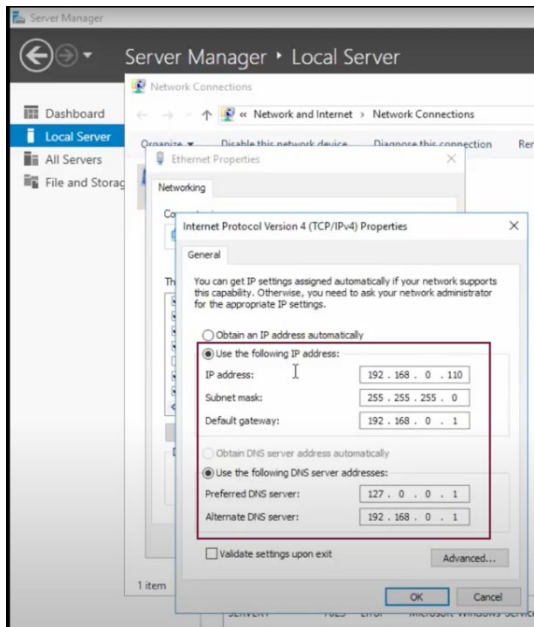 Server Manager
Server Manager • Local Server
Network Connections
« Network and Internet > Network Connections
Dashboard
Local Server
All Servers
File and Storag
Organize Disable this network device Diagnose this connection Ren
Ethernet Properties
Networking
Internet Protocol Version 4 (TCP/IPv4) Properties
General
You can get IP settings assigned automatically if your network supports
this capability. Otherwise, you need to ask your network administrator
for the appropriate IP settings.
Obtain an IP address automatically
Use the following IP address:
IP address: 192 . 168 . 0 . 110
Subnet mask: 255 . 255 . 255 . 0
Default gateway: 192 . 168 . 0 . 1
Obtain DNS server address automatically
Use the following DNS server addresses:
Preferred DNS server: 127 . 0 . 0 . 1
Alternate DNS server: 192 . 168 . 0 . 1
Validate settings upon exit
Advanced...
1 item
OK Cancel